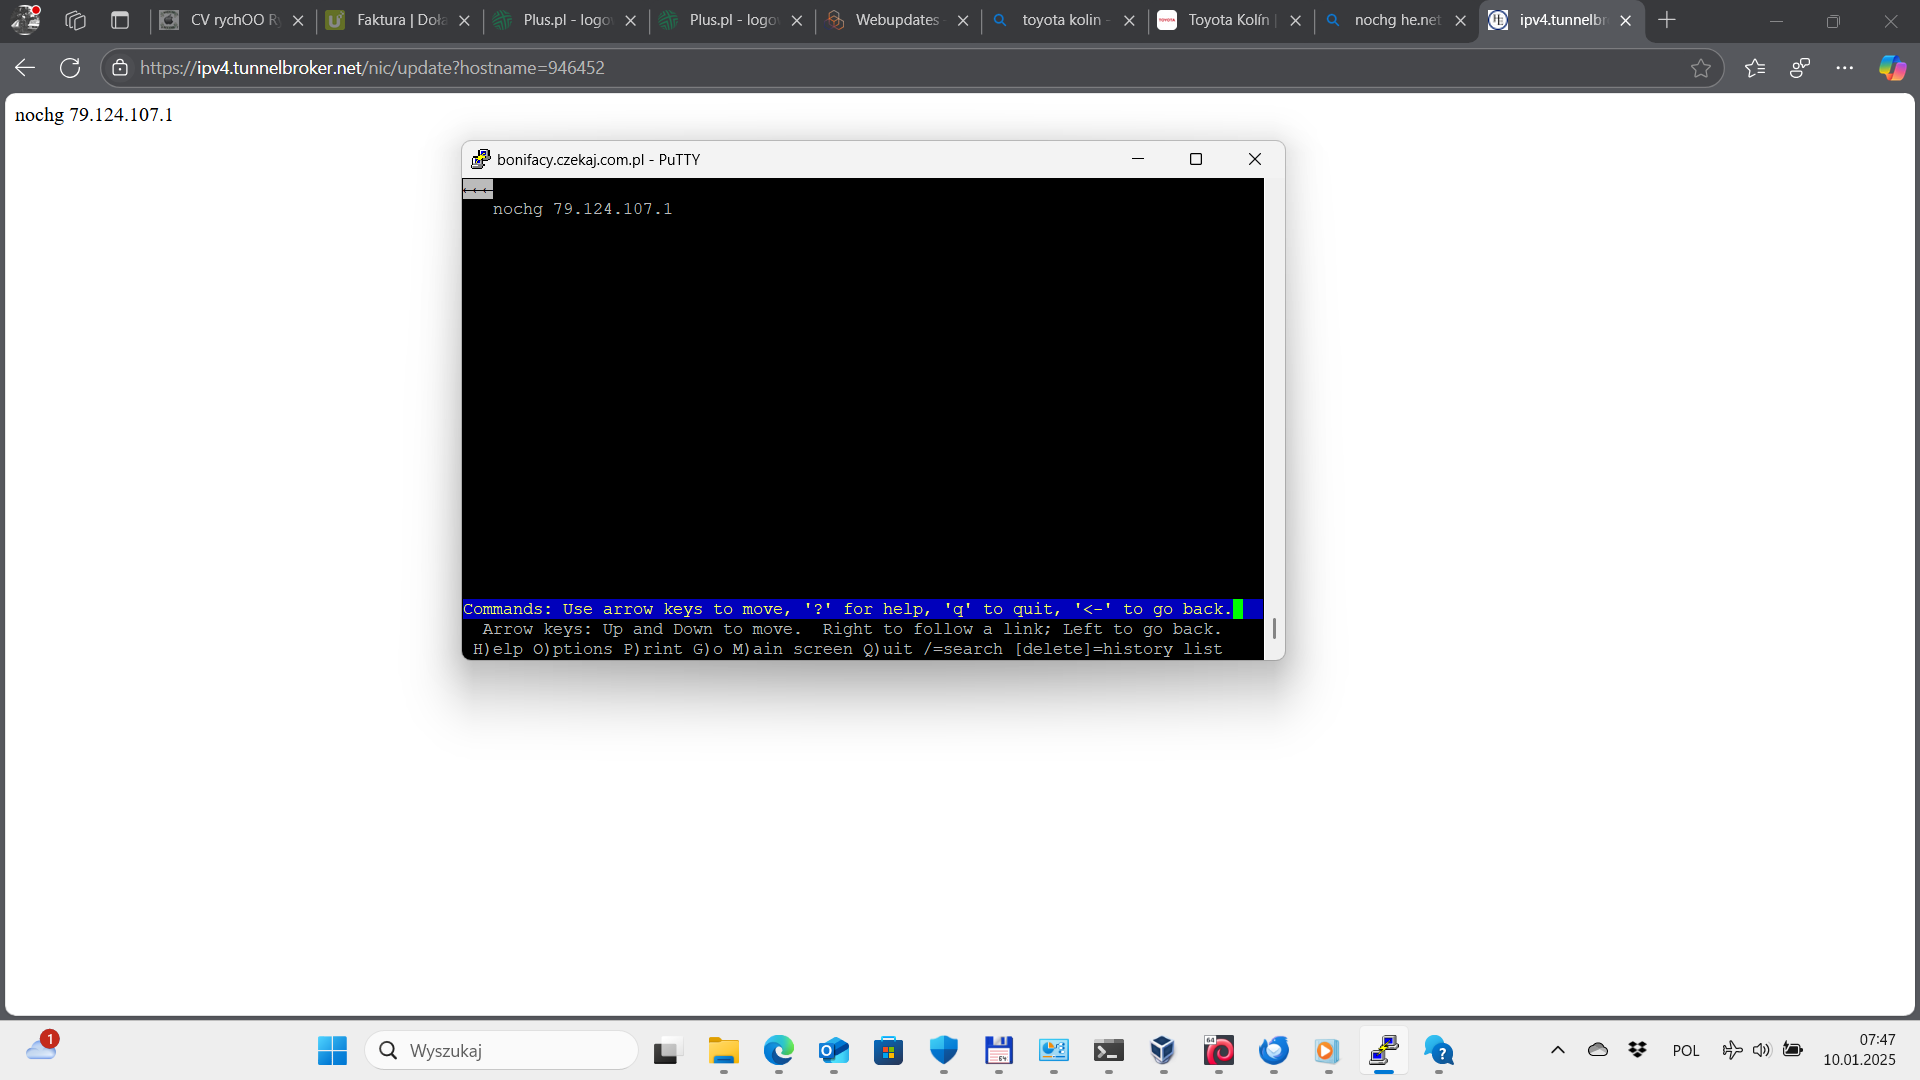 CV rychOO R
Faktura | Doła
Plus.pl - logo
Plus.pl - logo
Webupdates -
toyota kolin -
Toyota Kolín |
nochg he.net
ipv4.tunnelbr
https://ipv4.tunnelbroker.net/nic/update?hostname=946452
nochg 79.124.107.1
bonifacy.czekaj.com.pl - PuTTY
←←←
nochg 79.124.107.1
Commands: Use arrow keys to move, '?' for help, 'q' to quit, '<-' to go back.
Arrow keys: Up and Down to move.  Right to follow a link; Left to go back.
H)elp O)ptions P)rint G)o M)ain screen Q)uit /=search [delete]=history list
1
Wyszukaj
64
64
POL
07:47
10.01.2025